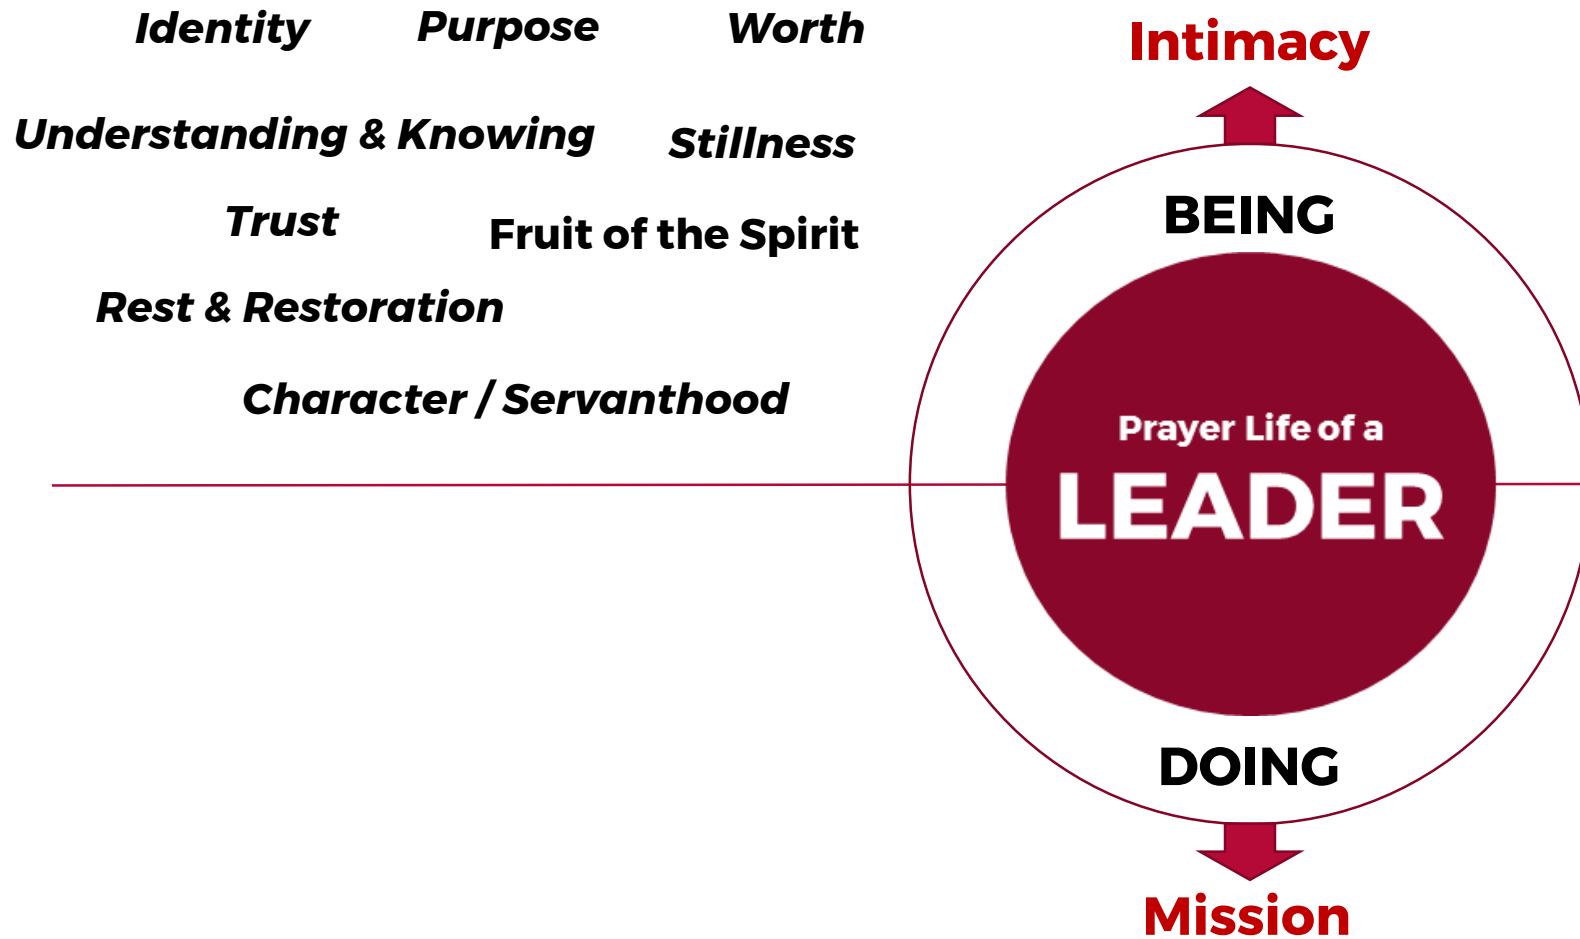 Identity Purpose Worth
Understanding & Knowing Stillness
Trust Fruit of the Spirit
Rest & Restoration
Character / Servanthood
Intimacy
BEING
Prayer Life of a
LEADER
DOING
Mission